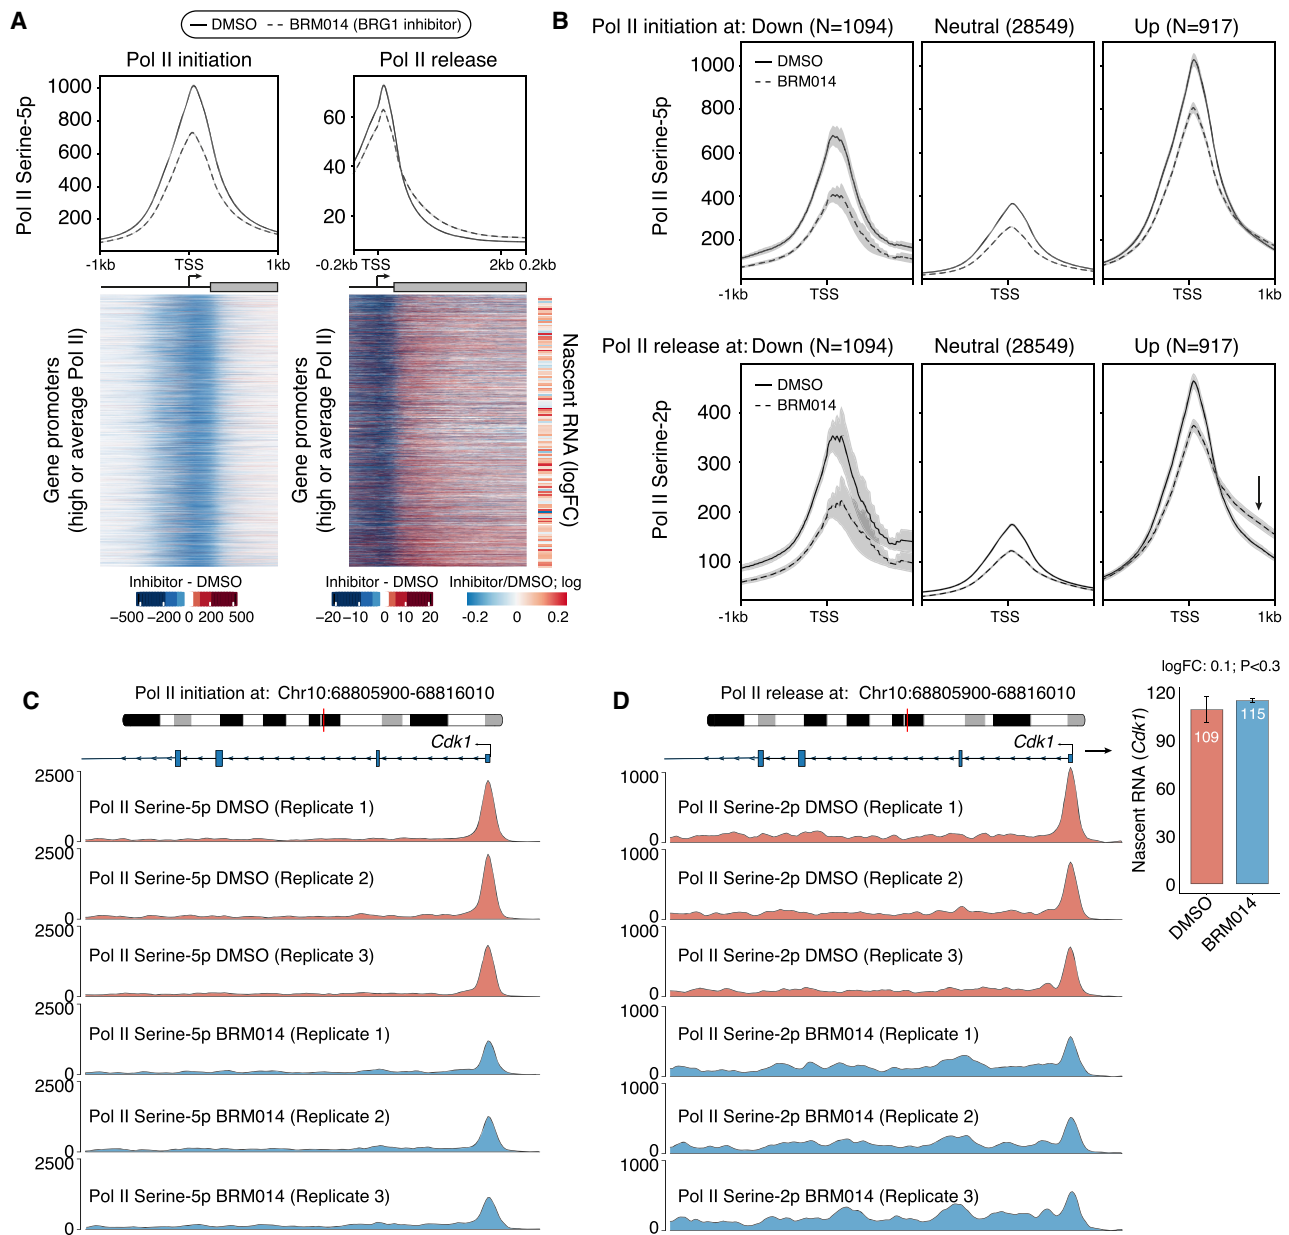 A
DMSO
BRM014 (BRG1 inhibitor)
Pol II initiation
Pol II release
Pol II Serine-5p
1000
800
600
400
200
60
40
20
-1kb
TSS
1kb
-0.2kb
TSS
2kb
0.2kb
Gene promoters
(high or average Pol II)
Gene promoters
(high or average Pol II)
Nascent RNA (logFC)
Inhibitor - DMSO
−500
−200
0
200
500
Inhibitor - DMSO
−20
−10
0
10
20
Inhibitor/DMSO; log
-0.2
0
0.2
B
Pol II initiation at: Down (N=1094)
Neutral (28549)
Up (N=917)
Pol II Serine-5p
1000
800
600
400
200
DMSO
BRM014
-1kb
TSS
TSS
TSS
1kb
Pol II release at: Down (N=1094)
Neutral (28549)
Up (N=917)
Pol II Serine-2p
400
300
200
100
DMSO
BRM014
-1kb
TSS
TSS
TSS
1kb
C
Pol II initiation at: Chr10:68805900-68816010
Cdk1
2500
Pol II Serine-5p DMSO (Replicate 1)
0
2500
Pol II Serine-5p DMSO (Replicate 2)
0
2500
Pol II Serine-5p DMSO (Replicate 3)
0
2500
Pol II Serine-5p BRM014 (Replicate 1)
0
2500
Pol II Serine-5p BRM014 (Replicate 2)
0
2500
Pol II Serine-5p BRM014 (Replicate 3)
0
D
Pol II release at: Chr10:68805900-68816010
Cdk1
1000
Pol II Serine-2p DMSO (Replicate 1)
0
1000
Pol II Serine-2p DMSO (Replicate 2)
0
1000
Pol II Serine-2p DMSO (Replicate 3)
0
1000
Pol II Serine-2p BRM014 (Replicate 1)
0
1000
Pol II Serine-2p BRM014 (Replicate 2)
0
1000
Pol II Serine-2p BRM014 (Replicate 3)
0
logFC: 0.1; P<0.3
Nascent RNA (Cdk1)
120
90
60
30
0
109
115
DMSO
BRM014